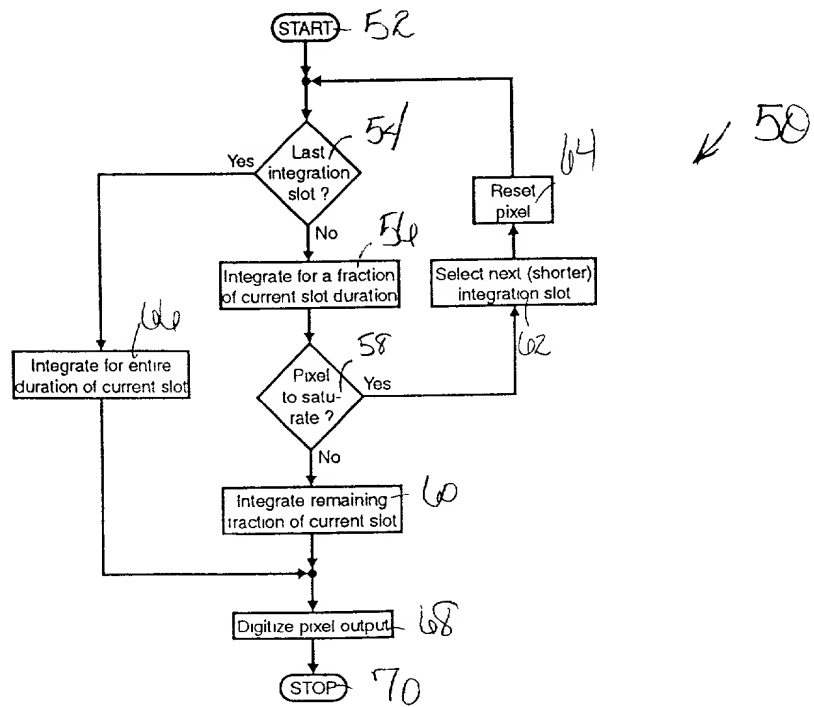 START
52
50
54
Last
integration
slot ?
Yes
No
64
Reset
pixel
56
Integrate for a fraction
of current slot duration
Select next (shorter)
integration slot
62
66
Integrate for entire
duration of current slot
58
Pixel
to satu-
rate ?
Yes
No
60
Integrate remaining
fraction of current slot
Digitize pixel output
68
STOP
70